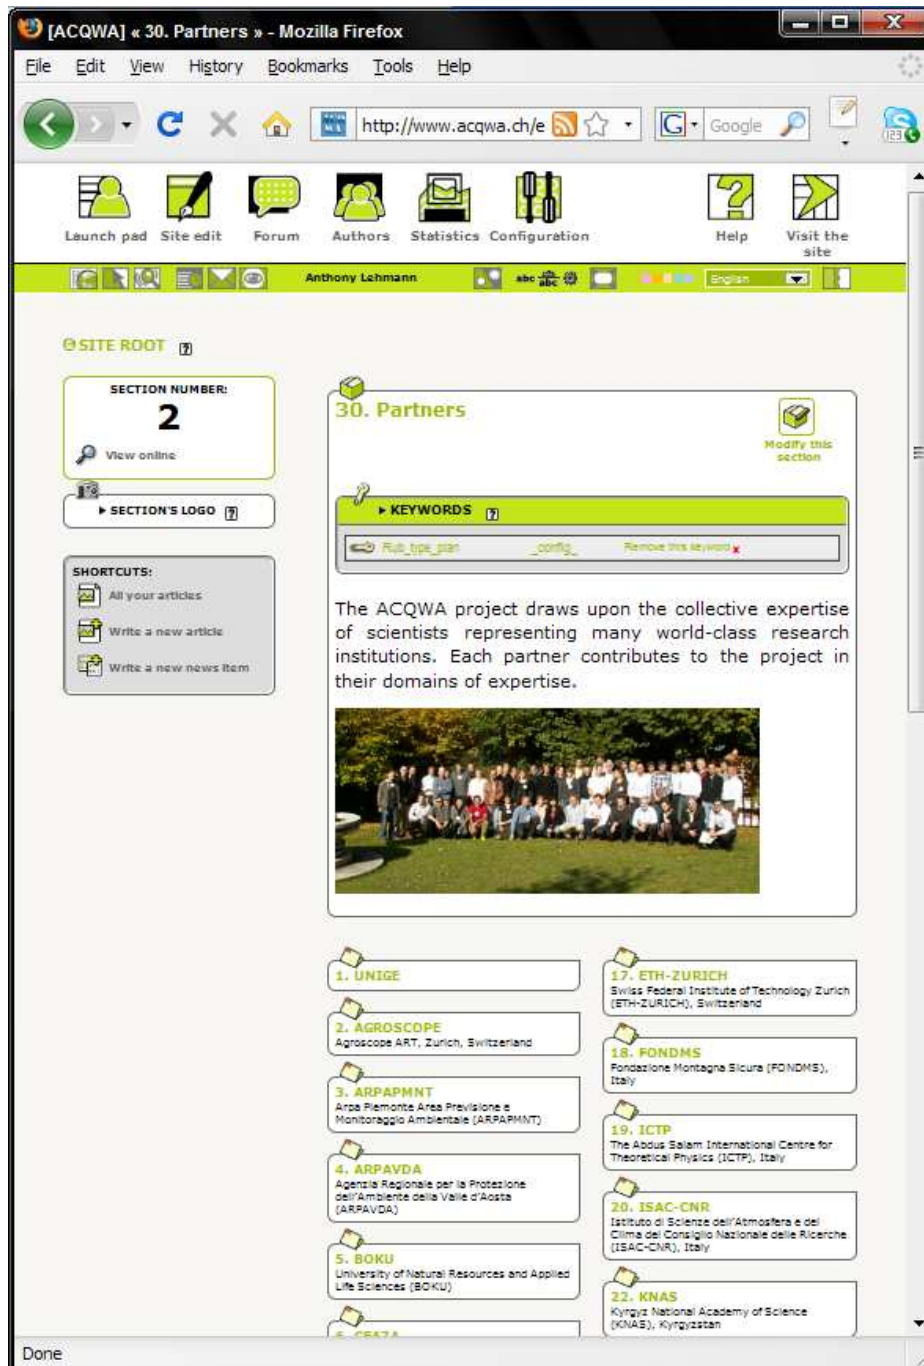 [ACQWA] « 30. Partners » - Mozilla Firefox
File Edit View History Bookmarks Tools Help
http://www.acqwa.ch/e
G Google
Launch pad Site edit Forum Authors Statistics Configuration Help Visit the
site
Anthony Lehmann
abc abc
English
SITE ROOT ?
SECTION NUMBER:
2
View online
SECTION'S LOGO ?
SHORTCUTS:
All your articles
Write a new article
Write a new news item
30. Partners
Modify this
section
KEYWORDS ?
Rub_type_plan _config_ Remove this keyword x
The ACQWA project draws upon the collective expertise
of scientists representing many world-class research
institutions. Each partner contributes to the project in
their domains of expertise.
1. UNIGE
2. AGROSCOPE
Agroscope ART, Zurich, Switzerland
3. ARPAPMNT
Arpa Piemonte Area Previsione e
Monitoraggio Ambientale (ARPAPMNT)
4. ARPAVDA
Agenzia Regionale per la Protezione
dell'Ambiente della Valle d'Aosta
(ARPAVDA)
5. BOKU
University of Natural Resources and Applied
Life Sciences (BOKU)
17. ETH-ZURICH
Swiss Federal Institute of Technology Zurich
(ETH-ZURICH), Switzerland
18. FONDMS
Fondazione Montagna Sicura (FONDMS),
Italy
19. ICTP
The Abdus Salam International Centre for
Theoretical Physics (ICTP), Italy
20. ISAC-CNR
Istituto di Scienze dell'Atmosfera e del
Clima del Consiglio Nazionale delle Ricerche
(ISAC-CNR), Italy
22. KNAS
Kyrgyz National Academy of Science
(KNAS), Kyrgyzstan
Done